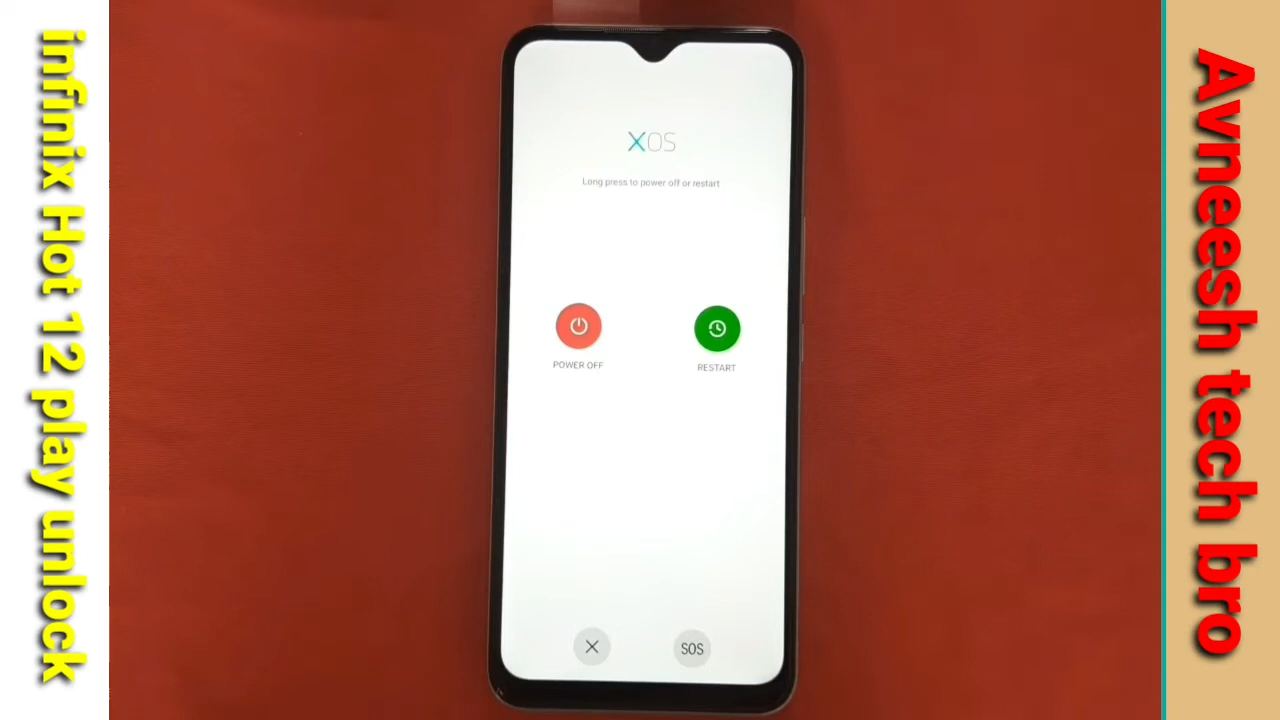 infinix Hot 12 play unlock
XOS
Long press to power off or restart
POWER OFF
RESTART
SOS
Avneesh tech bro